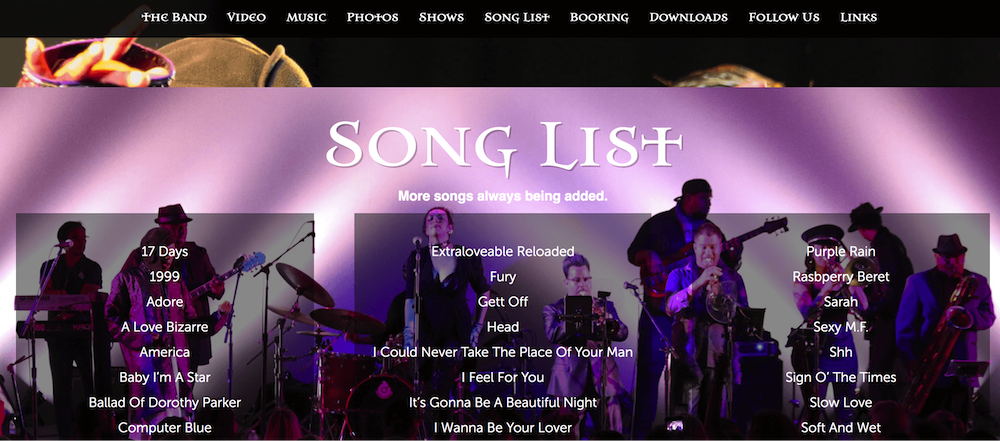 The Band Video Music Photos Shows Song List Booking Downloads Follow Us Links
Song List
More songs always being added.
17 Days
1999
Adore
A Love Bizarre
America
Baby I'm A Star
Ballad Of Dorothy Parker
Computer Blue
Extraloveable Reloaded
Fury
Gett Off
Head
I Could Never Take The Place Of Your Man
I Feel For You
It's Gonna Be A Beautiful Night
I Wanna Be Your Lover
Purple Rain
Raspberry Beret
Sarah
Sexy M.F.
Shh
Sign O' The Times
Slow Love
Soft And Wet